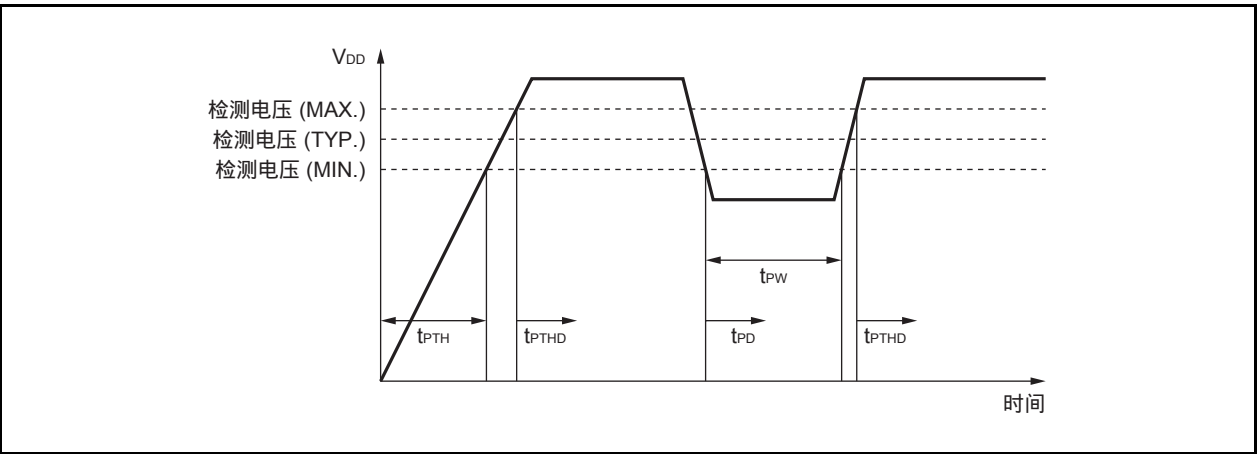 VDD
检测电压 (MAX.)
检测电压 (TYP.)
检测电压 (MIN.)
tPW
tPTH
tPTHD
tPD
tPTHD
时间